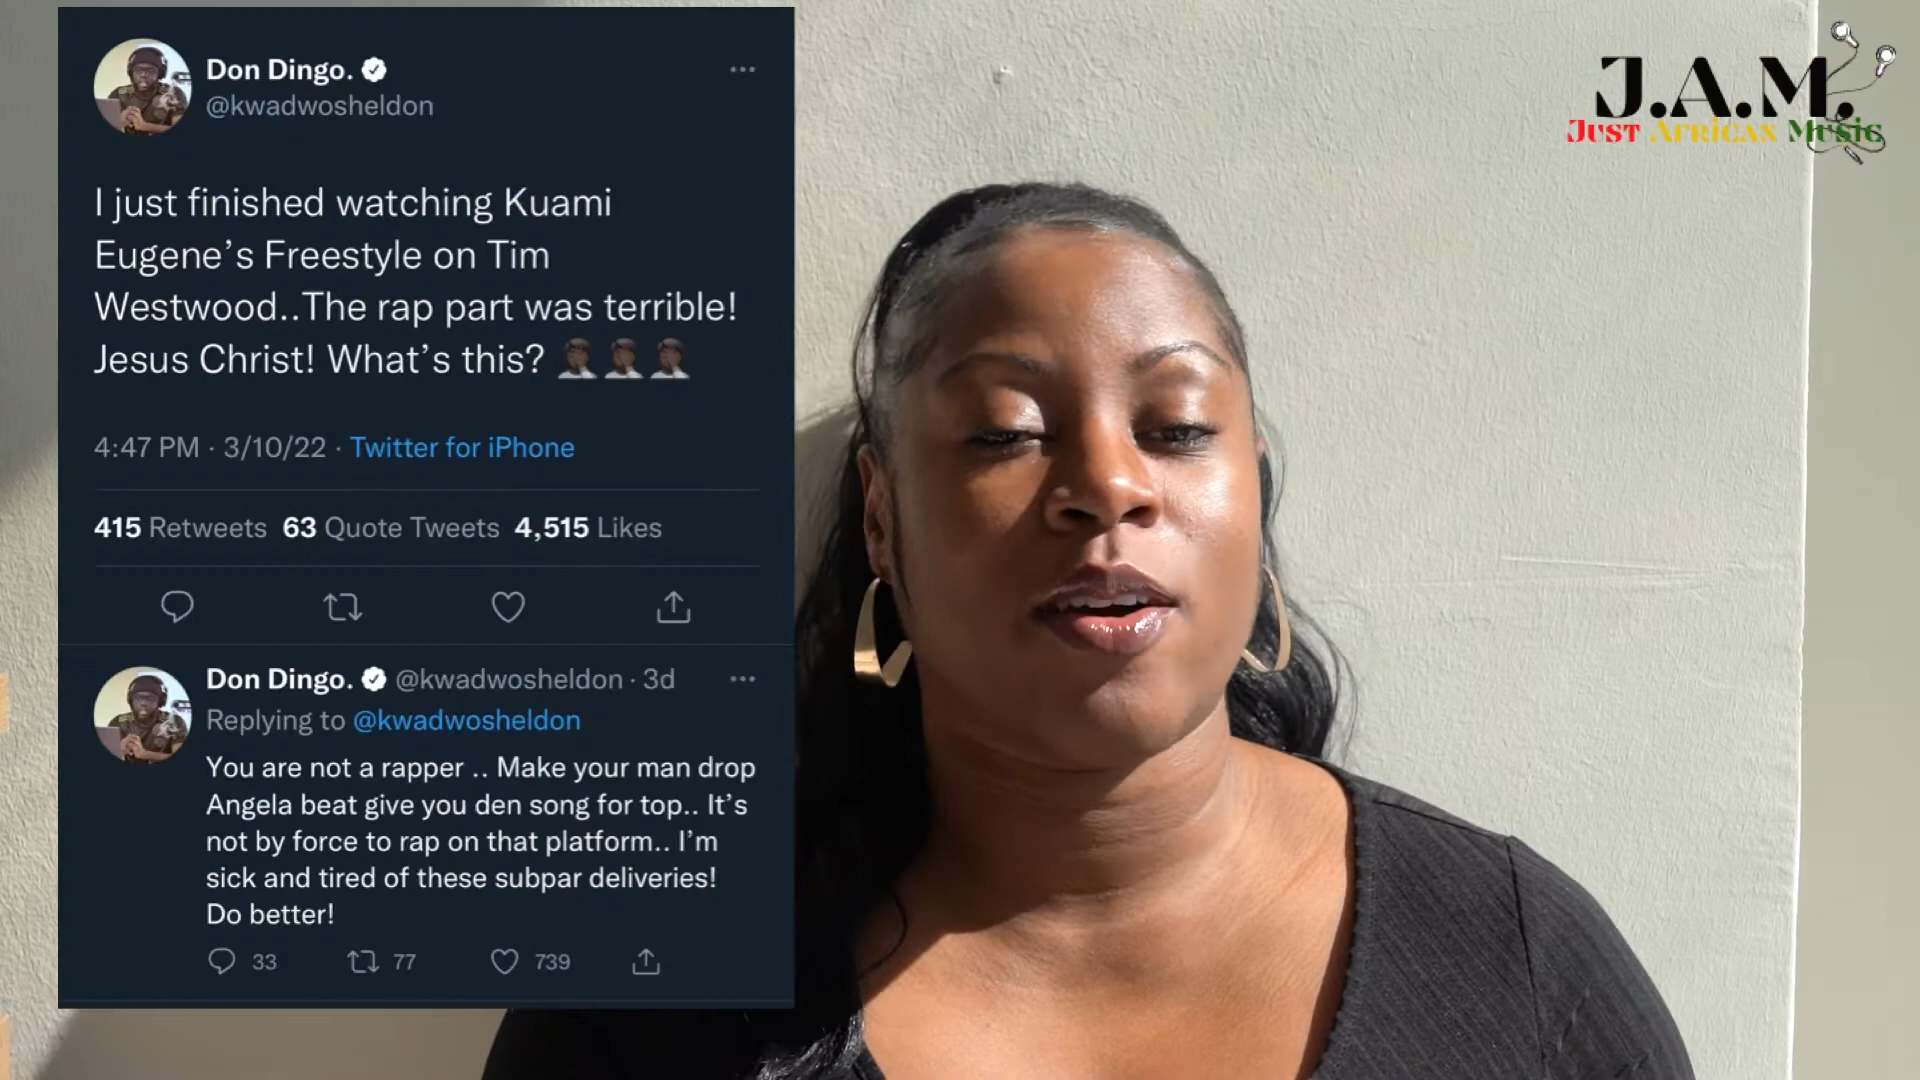 Don Dingo.
@kwadwosheldon
I just finished watching Kuami
Eugene’s Freestyle on Tim
Westwood..The rap part was terrible!
Jesus Christ! What’s this? 🤦🏿‍♂️🤦🏿‍♂️🤦🏿‍♂️
4:47 PM · 3/10/22 · Twitter for iPhone
415 Retweets 63 Quote Tweets 4,515 Likes
Don Dingo. @kwadwosheldon · 3d
Replying to @kwadwosheldon
You are not a rapper .. Make your man drop
Angela beat give you den song for top.. It’s
not by force to rap on that platform.. I’m
sick and tired of these subpar deliveries!
Do better!
33 77 739
J.A.M.
Just African Music